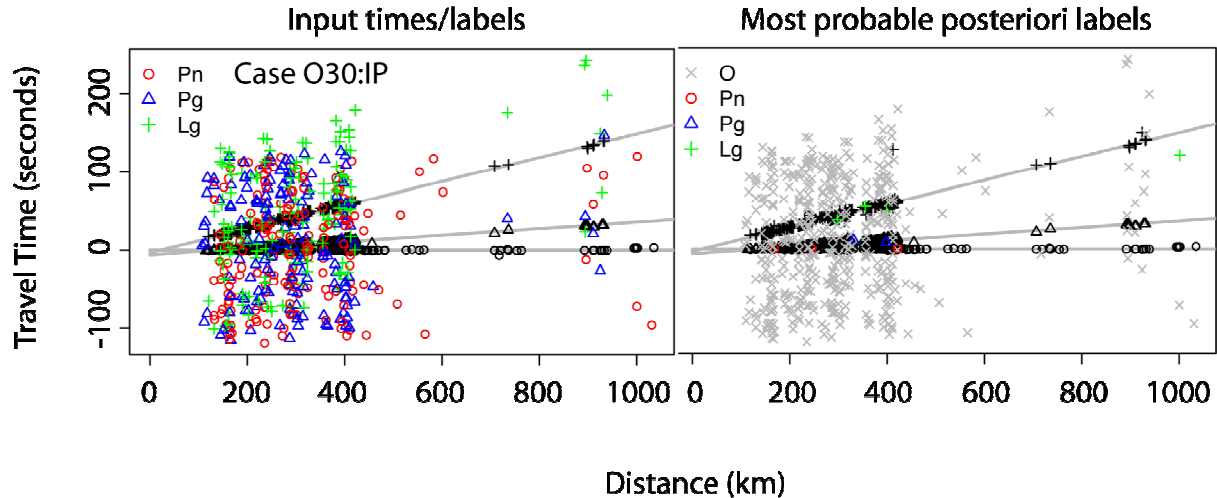 Input times/labels
Most probable posteriori labels
Travel Time (seconds)
200
100
0
-100
Pn
Pg
Lg
Case O30:IP
O
Pn
Pg
Lg
0 200 400 600 800 1000
0 200 400 600 800 1000
Distance (km)